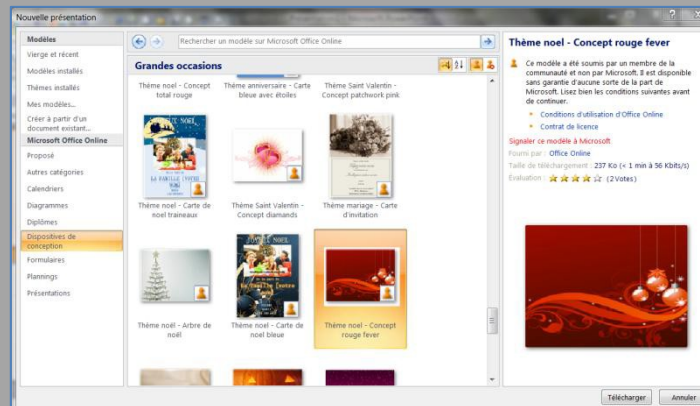 Nouvelle présentation
Modèles
Vierge et récent
Modèles installés
Thèmes installés
Mes modèles...
Créer à partir d'un
document existant...
Microsoft Office Online
Proposé
Autres catégories
Calendriers
Diagrammes
Diplômes
Dispositives de
conception
Formulaires
Plannings
Présentations
Rechercher un modèle sur Microsoft Office Online
Grandes occasions
Thème noel - Concept
total rouge
Thème anniversaire - Carte
bleue avec étoiles
Thème Saint Valentin -
Concept patchwork pink
Thème noel - Carte de
noel traineaux
Thème Saint Valentin -
Concept diamands
Thème mariage - Carte
d'invitation
Thème noel - Arbre de
noël
Thème noel - Carte de
noel bleue
Thème noel - Concept
rouge fever
Thème noel - Concept rouge fever
Ce modèle a été soumis par un membre de la
communauté et non par Microsoft. Il est disponible
sans garantie d'aucune sorte de la part de
Microsoft. Lisez bien les conditions suivantes avant
de continuer.
Conditions d'utilisation d'Office Online
Contrat de licence
Signaler ce modèle à Microsoft
Fourni par : Office Online
Taille de téléchargement : 237 Ko (< 1 min à 56 Kbits/s)
Évaluation : (2 Votes)
Télécharger
Annuler